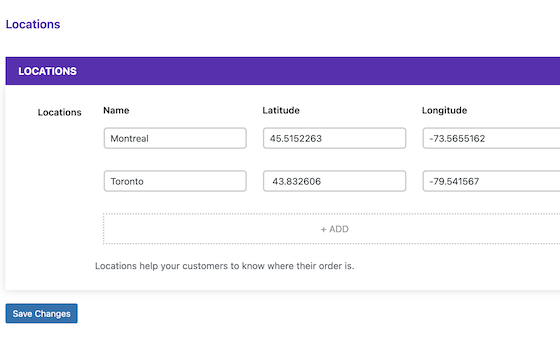 Locations
LOCATIONS
Locations Name Latitude Longitude
Montreal 45.5152263 -73.5655162
Toronto 43.832606 -79.541567
+ ADD
Locations help your customers to know where their order is.
Save Changes